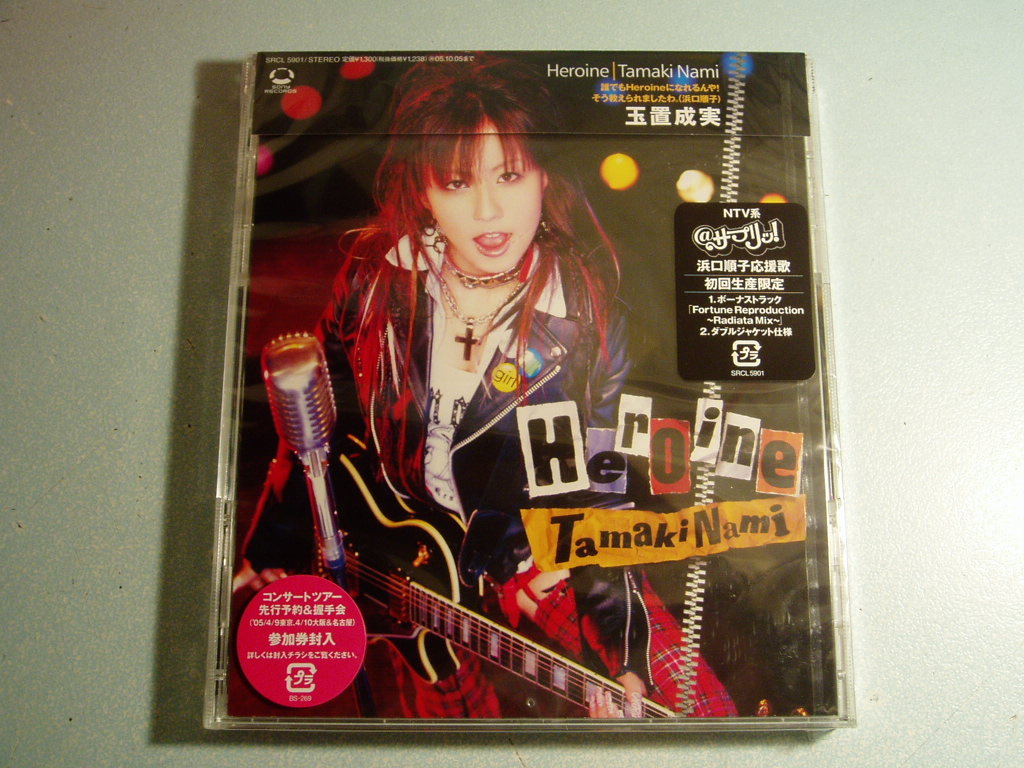 SRCL 5901/STEREO 定価¥1,300(税抜価格¥1,238) Ⓡ05.10.05まで
SONY
RECORDS
Heroine | Tamaki Nami
誰でもHeroineになれるんや!
そう教えられましたわ。(浜口順子)
玉置成実
NTV系
@サプリッ!
浜口順子応援歌
初回生産限定
1.ボーナストラック
「Fortune Reproduction
~Radiata Mix~」
2.ダブルジャケット仕様
プラ
SRCL5901
girl
Heroine
Tamaki Nami
コンサートツアー
先行予約&握手会
('05/4/9東京、4/10大阪&名古屋)
参加券封入
詳しくは封入チラシをご覧ください。
プラ
BS-269